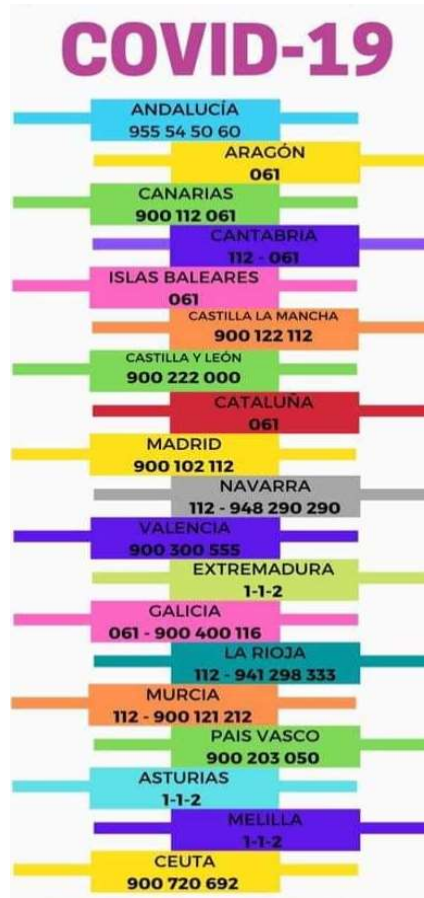 COVID-19
ANDALUCÍA
955 54 50 60
ARAGÓN
061
CANARIAS
900 112 061
CANTABRIA
112 - 061
ISLAS BALEARES
061
CASTILLA LA MANCHA
900 122 112
CASTILLA Y LEÓN
900 222 000
CATALUÑA
061
MADRID
900 102 112
NAVARRA
112 - 948 290 290
VALENCIA
900 300 555
EXTREMADURA
1-1-2
GALICIA
061 - 900 400 116
LA RIOJA
112 - 941 298 333
MURCIA
112 - 900 121 212
PAIS VASCO
900 203 050
ASTURIAS
1-1-2
MELILLA
1-1-2
CEUTA
900 720 692